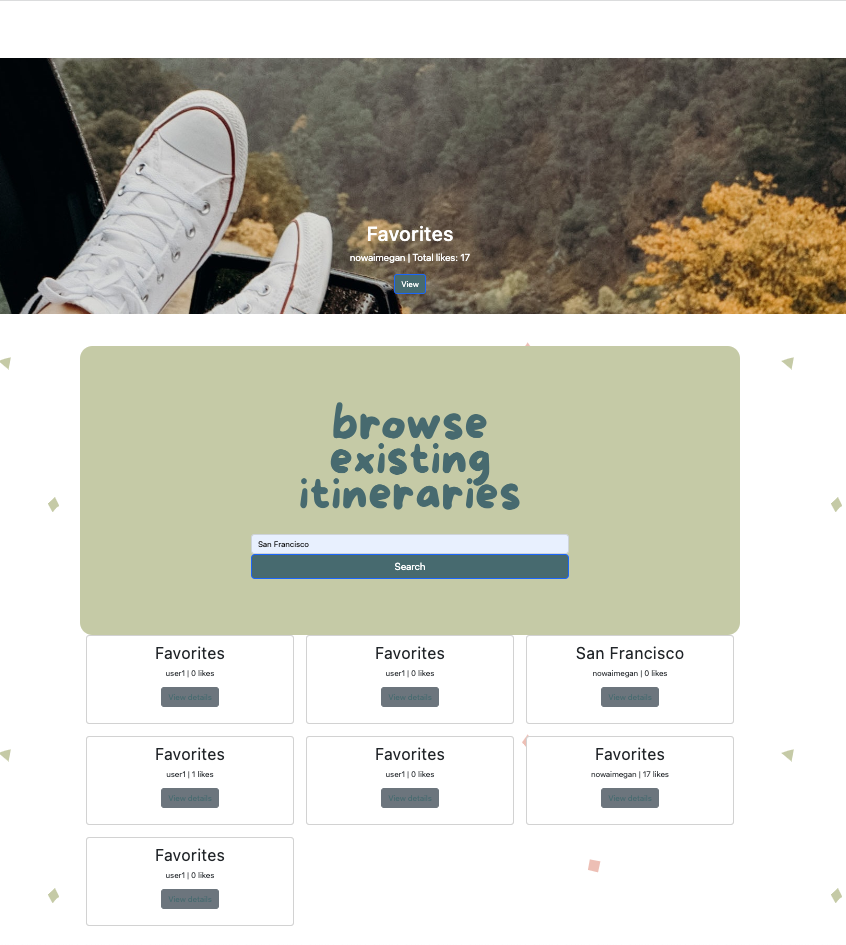 Favorites
nowaimegan | Total likes: 17
View
browse
existing
itineraries
San Francisco
Search
Favorites
user1 | 0 likes
View details
Favorites
user1 | 0 likes
View details
San Francisco
nowaimegan | 0 likes
View details
Favorites
user1 | 1 likes
View details
Favorites
user1 | 0 likes
View details
Favorites
nowaimegan | 17 likes
View details
Favorites
user1 | 0 likes
View details